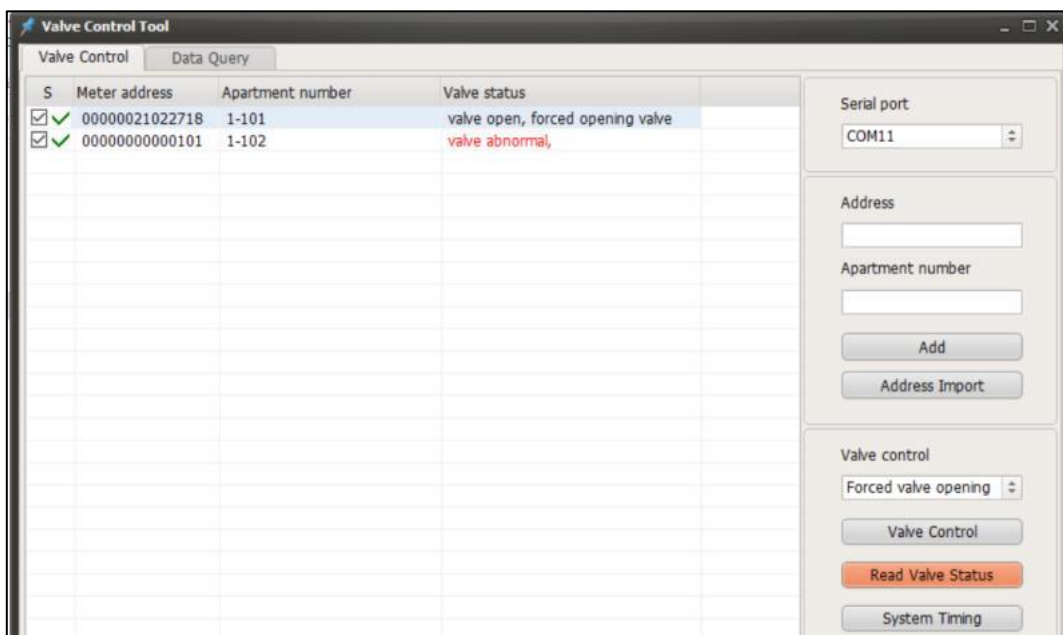 Valve Control Tool
Valve Control Data Query
S Meter address Apartment number Valve status
00000021022718 1-101 valve open, forced opening valve
00000000000101 1-102 valve abnormal,
Serial port
COM11
Address
Apartment number
Add
Address Import
Valve control
Forced valve opening
Valve Control
Read Valve Status
System Timing